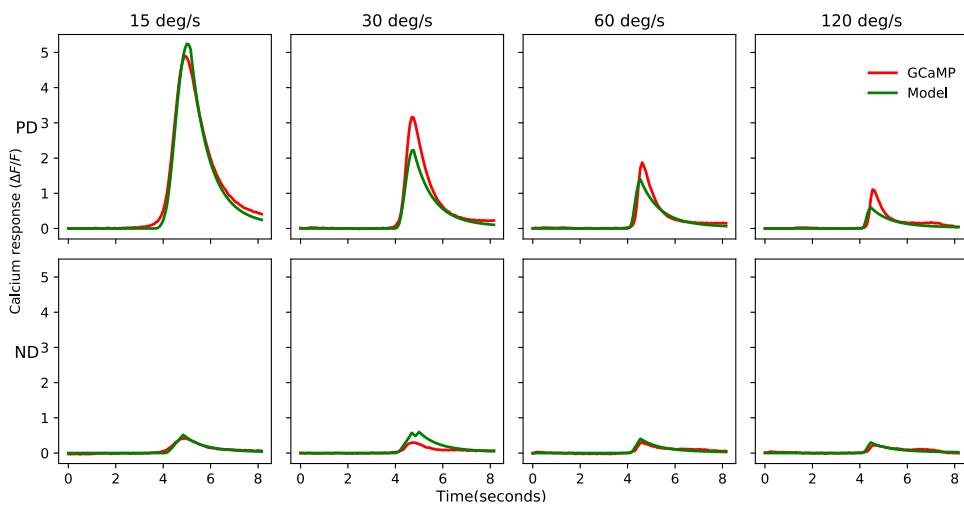 15 deg/s 30 deg/s 60 deg/s 120 deg/s
5
4
3
2
1
0
PD
GCaMP
Model
Calcium response (ΔF/F)
5
4
3
2
1
0
ND
0 2 4 6 8 0 2 4 6 8 0 2 4 6 8 0 2 4 6 8
Time(seconds)